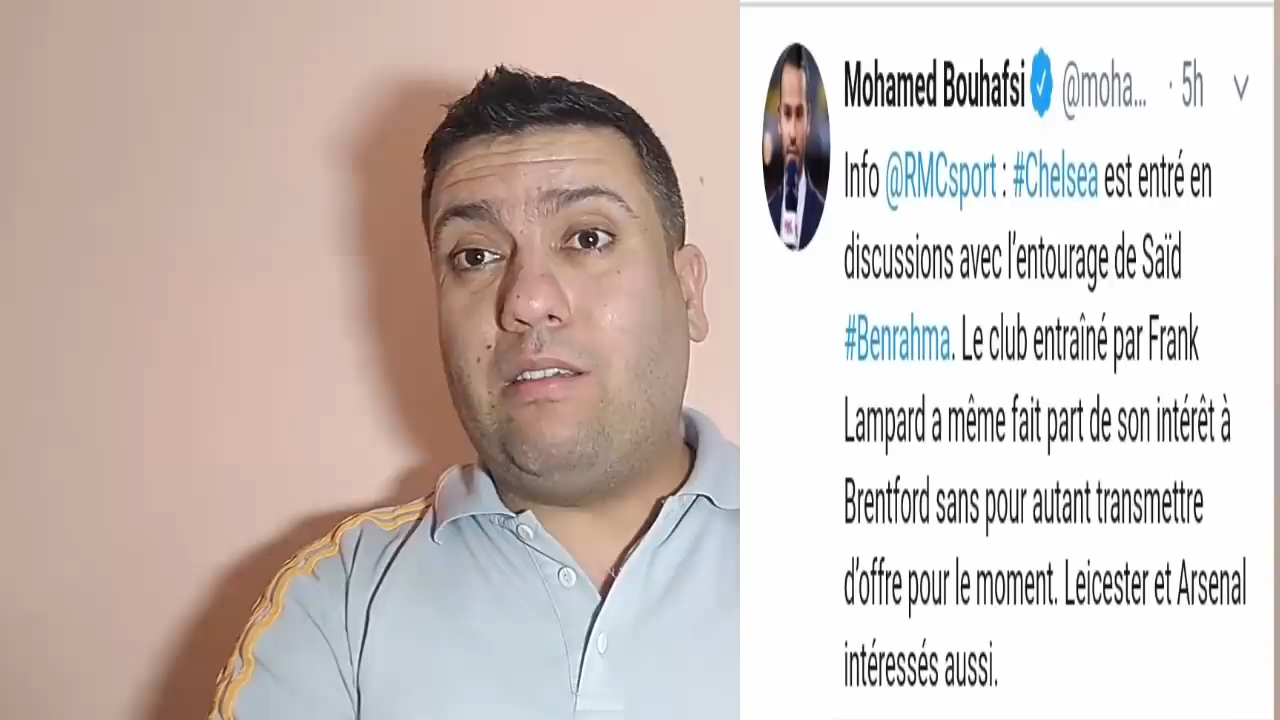 Mohamed Bouhafsi @moha... · 5h
Info @RMCsport : #Chelsea est entré en
discussions avec l'entourage de Saïd
#Benrahma. Le club entraîné par Frank
Lampard a même fait part de son intérêt à
Brentford sans pour autant transmettre
d'offre pour le moment. Leicester et Arsenal
intéressés aussi.